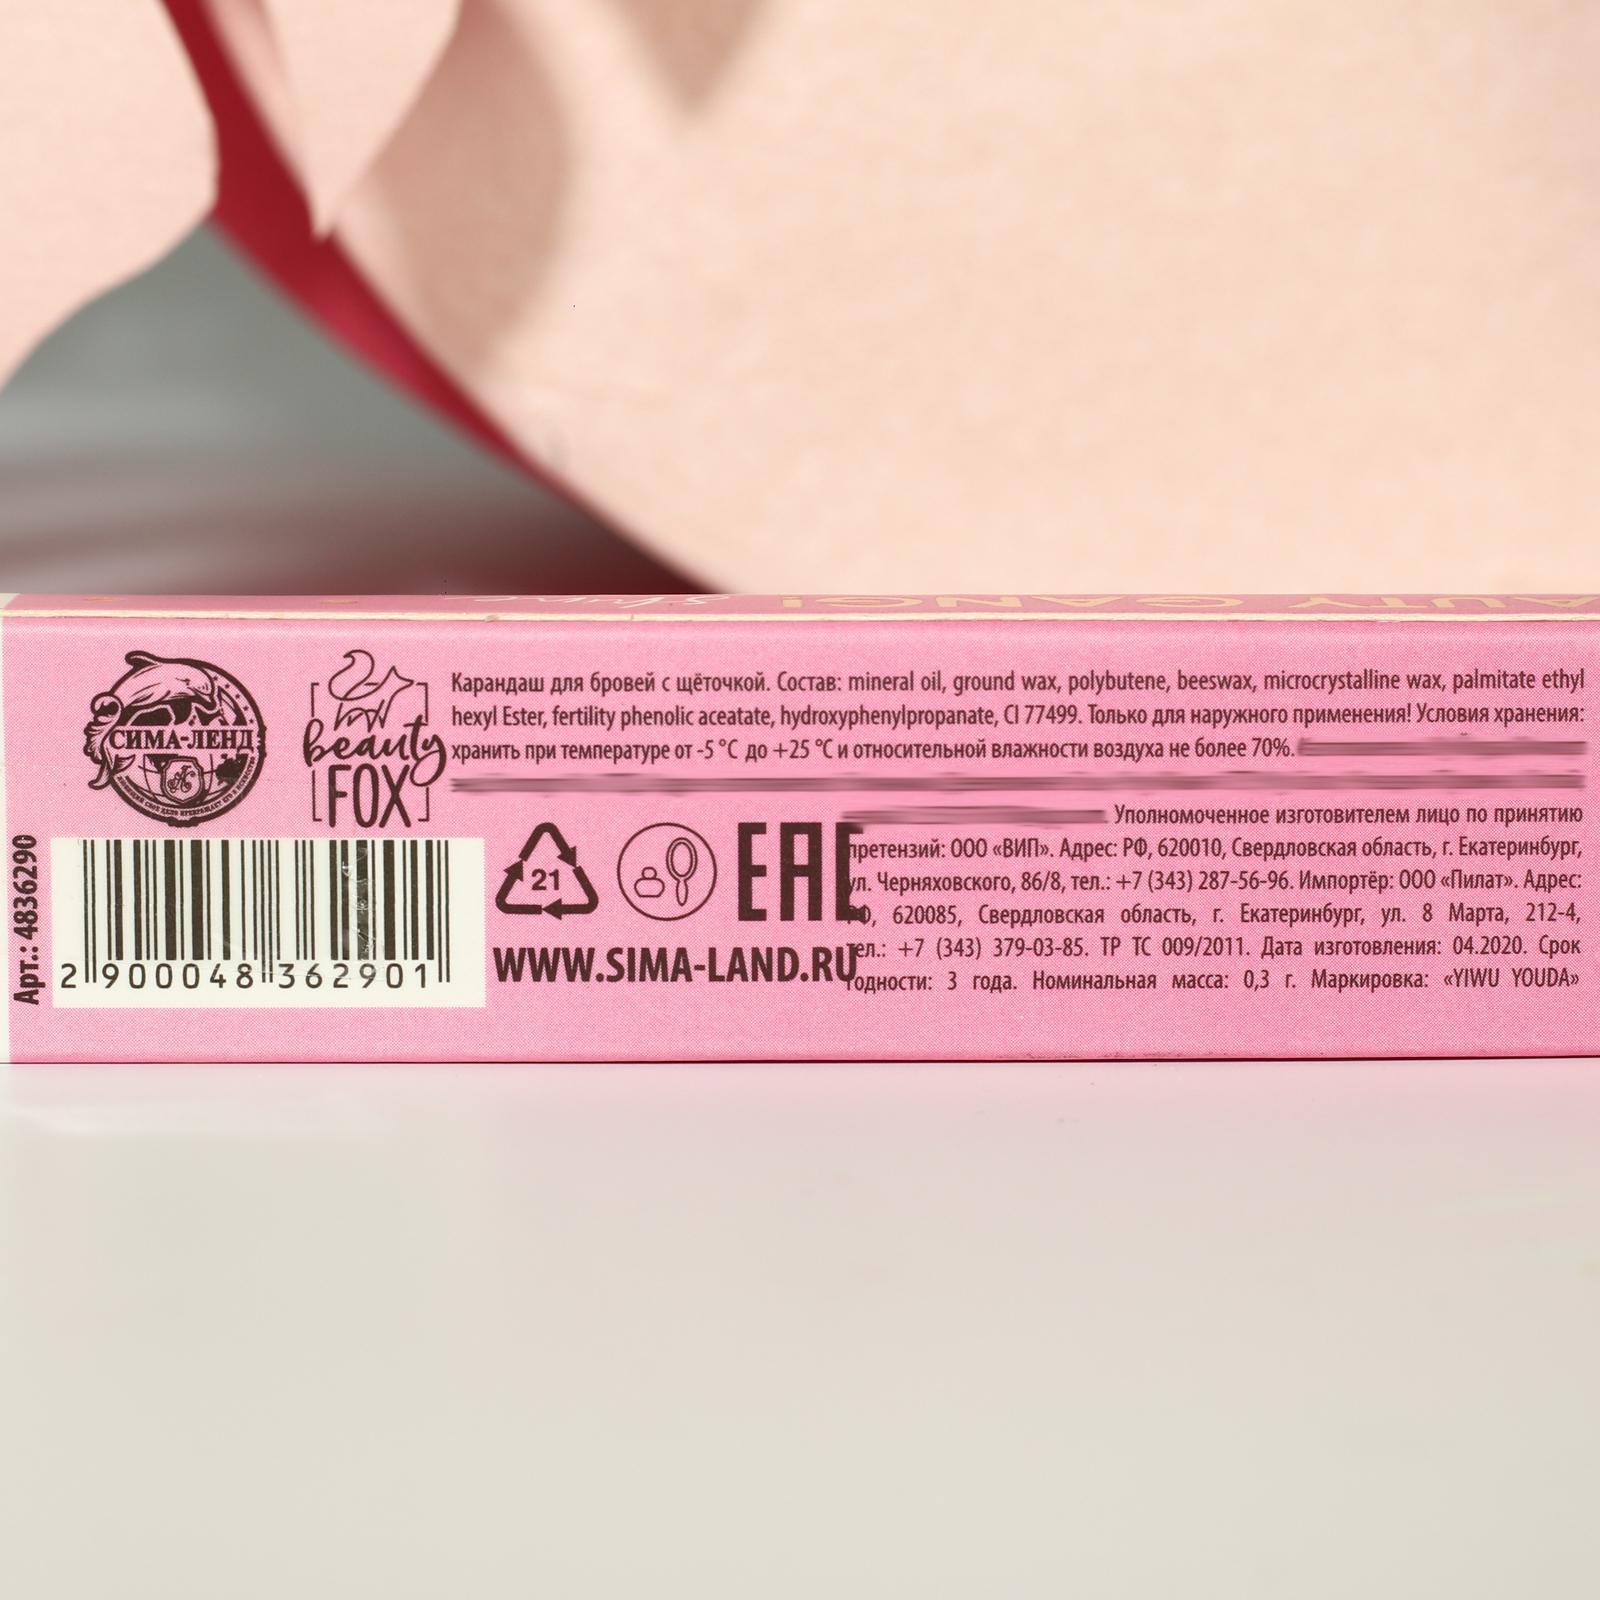 AUTY GANG!
Shine
СИМА-ЛЕНД
beauty
FOX
Карандаш для бровей с щёточкой. Состав: mineral oil, ground wax, polybutene, beeswax, microcrystalline wax, palmitate ethyl
hexyl Ester, fertility phenolic aceatate, hydroxyphenylpropanate, CI 77499. Только для наружного применения! Условия хранения:
хранить при температуре от -5 °C до +25 °C и относительной влажности воздуха не более 70%.
Уполномоченное изготовителем лицо по принятию
претензий: ООО «ВИП». Адрес: РФ, 620010, Свердловская область, г. Екатеринбург,
ул. Черняховского, 86/8, тел.: +7 (343) 287-56-96. Импортёр: ООО «Пилат». Адрес:
620085, Свердловская область, г. Екатеринбург, ул. 8 Марта, 212-4,
тел.: +7 (343) 379-03-85. ТР ТС 009/2011. Дата изготовления: 04.2020. Срок
годности: 3 года. Номинальная масса: 0,3 г. Маркировка: «YIWU YOUDA»
Арт.: 4836290
2 900048 362901
21
EAC
WWW.SIMA-LAND.RU